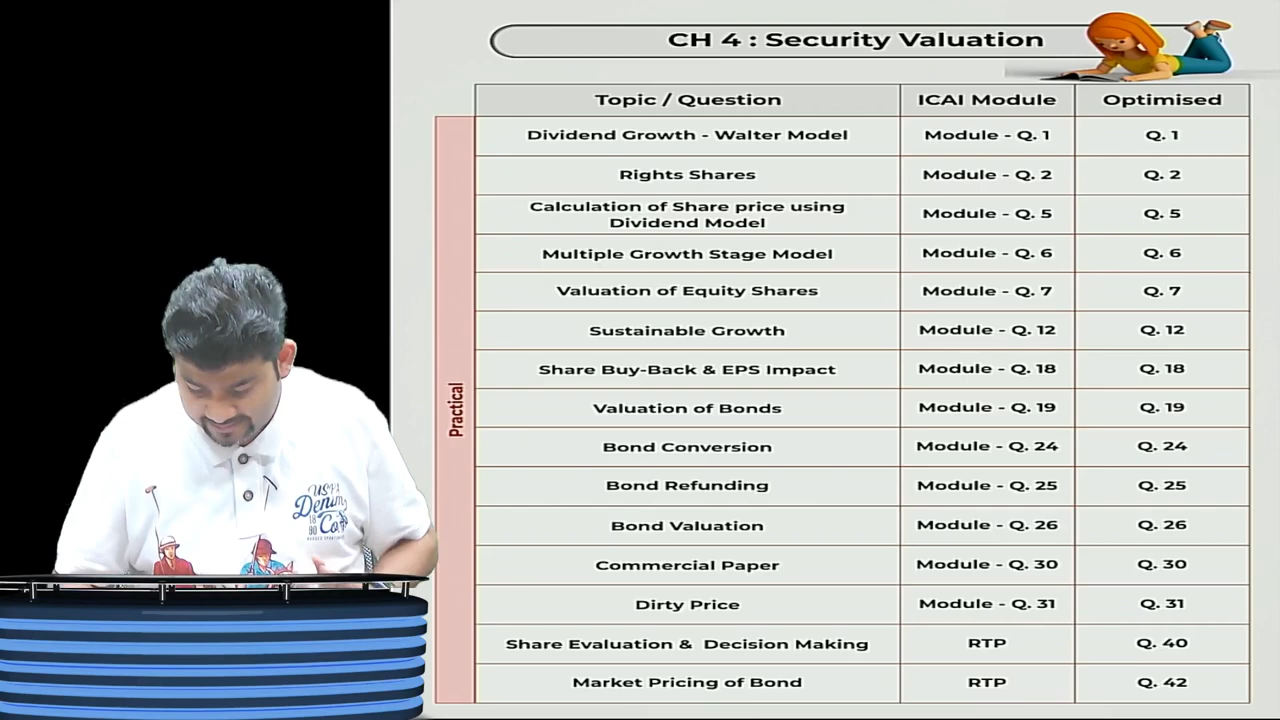 CH 4 : Security Valuation
Topic / Question ICAI Module Optimised
Practical
Dividend Growth - Walter Model Module - Q. 1 Q. 1
Rights Shares Module - Q. 2 Q. 2
Calculation of Share price using
Dividend Model Module - Q. 5 Q. 5
Multiple Growth Stage Model Module - Q. 6 Q. 6
Valuation of Equity Shares Module - Q. 7 Q. 7
Sustainable Growth Module - Q. 12 Q. 12
Share Buy-Back & EPS Impact Module - Q. 18 Q. 18
Valuation of Bonds Module - Q. 19 Q. 19
Bond Conversion Module - Q. 24 Q. 24
Bond Refunding Module - Q. 25 Q. 25
Bond Valuation Module - Q. 26 Q. 26
Commercial Paper Module - Q. 30 Q. 30
Dirty Price Module - Q. 31 Q. 31
Share Evaluation & Decision Making RTP Q. 40
Market Pricing of Bond RTP Q. 42
Denim
Co.